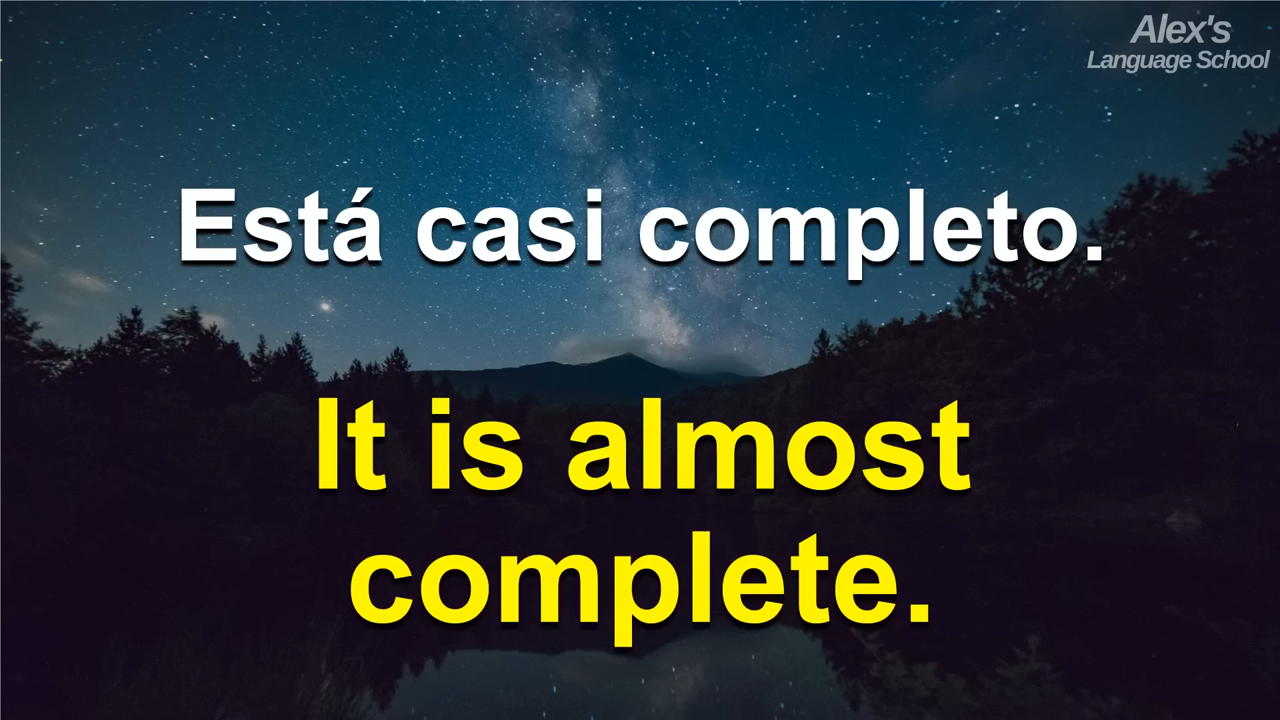 Alex's
Language School
Está casi completo.
It is almost
complete.